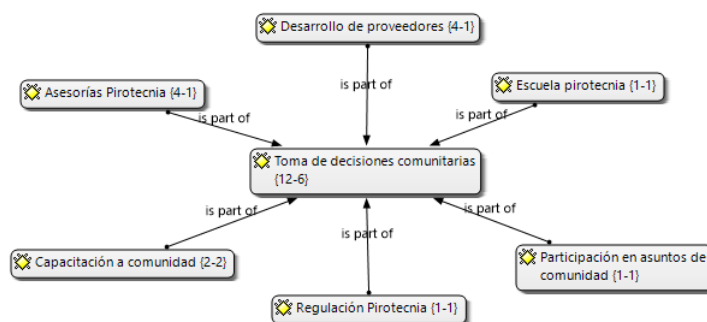 Desarrollo de proveedores {4-1}
is part of
Asesorías Pirotecnia {4-1}
is part of
Escuela pirotecnia {1-1}
is part of
Toma de decisiones comunitarias
{12-6}
is part of
Capacitación a comunidad {2-2}
is part of
Regulación Pirotecnia {1-1}
is part of
Participación en asuntos de
comunidad {1-1}